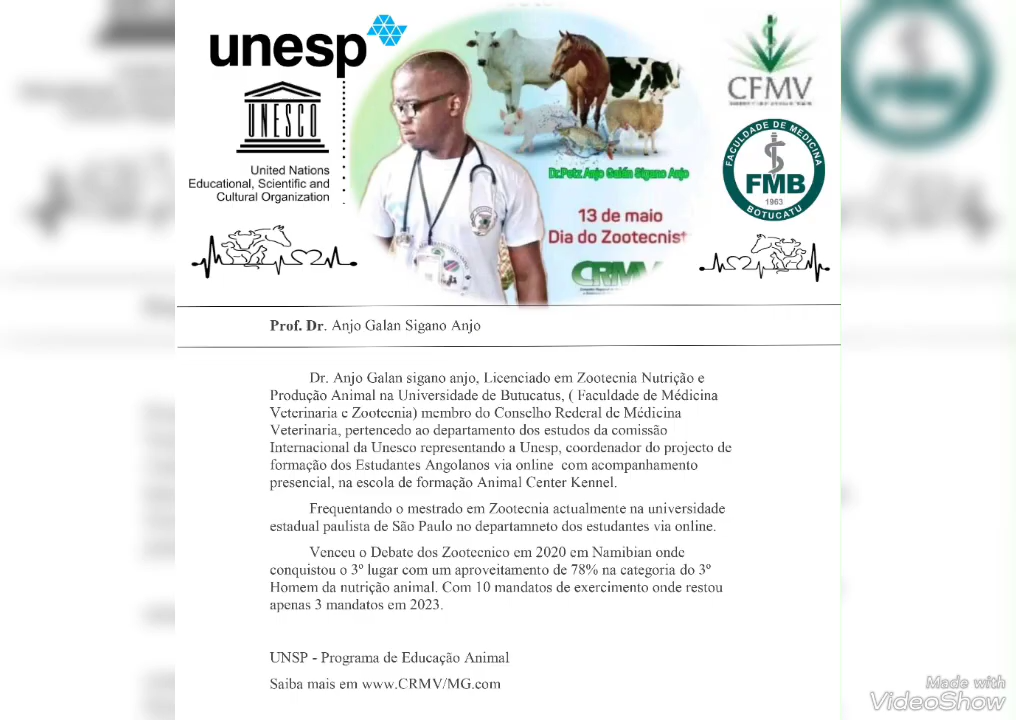 unesp
UNESCO
United Nations
Educational, Scientific and
Cultural Organization
Dr.Petz Anjo Galán Sigano Anjo
13 de maio
Dia do Zootecnist
CRMV
CFMV
FACULDADE DE MEDICINA
FMB
1963
BOTUCATU
Prof. Dr. Anjo Galan Sigano Anjo
Dr. Anjo Galan sigano anjo, Licenciado em Zootecnia Nutrição e
Produção Animal na Universidade de Butucatus, ( Faculdade de Médicina
Veterinaria e Zootecnia) membro do Conselho Rederal de Médicina
Veterinaria, pertencedo ao departamento dos estudos da comissão
Internacional da Unesco representando a Unesp, coordenador do projecto de
formação dos Estudantes Angolanos via online com acompanhamento
presencial, na escola de formação Animal Center Kennel.
Frequentando o mestrado em Zootecnia actualmente na universidade
estadual paulista de São Paulo no departamneto dos estudantes via online.
Venceu o Debate dos Zootecnico em 2020 em Namibian onde
conquistou o 3º lugar com um aproveitamento de 78% na categoria do 3º
Homem da nutrição animal. Com 10 mandatos de exercimento onde restou
apenas 3 mandatos em 2023.
UNSP - Programa de Educação Animal
Saiba mais em www.CRMV/MG.com
Made with
VideoShow